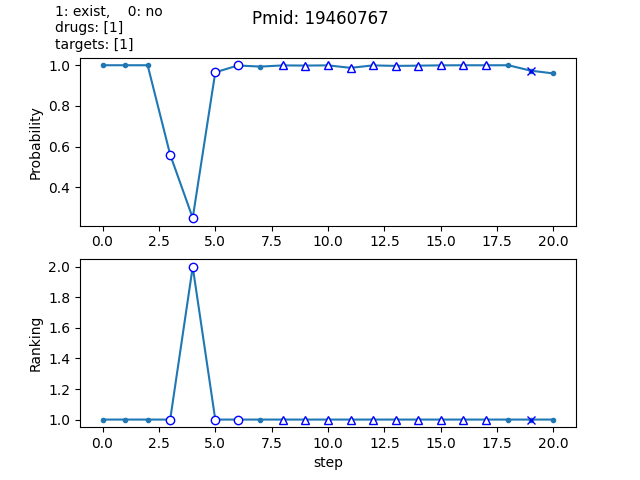 1: exist,    0: no
drugs: [1]
targets: [1]
Pmid: 19460767
Probability
1.0
0.8
0.6
0.4
0.0 2.5 5.0 7.5 10.0 12.5 15.0 17.5 20.0
Ranking
2.0
1.8
1.6
1.4
1.2
1.0
0.0 2.5 5.0 7.5 10.0 12.5 15.0 17.5 20.0
step